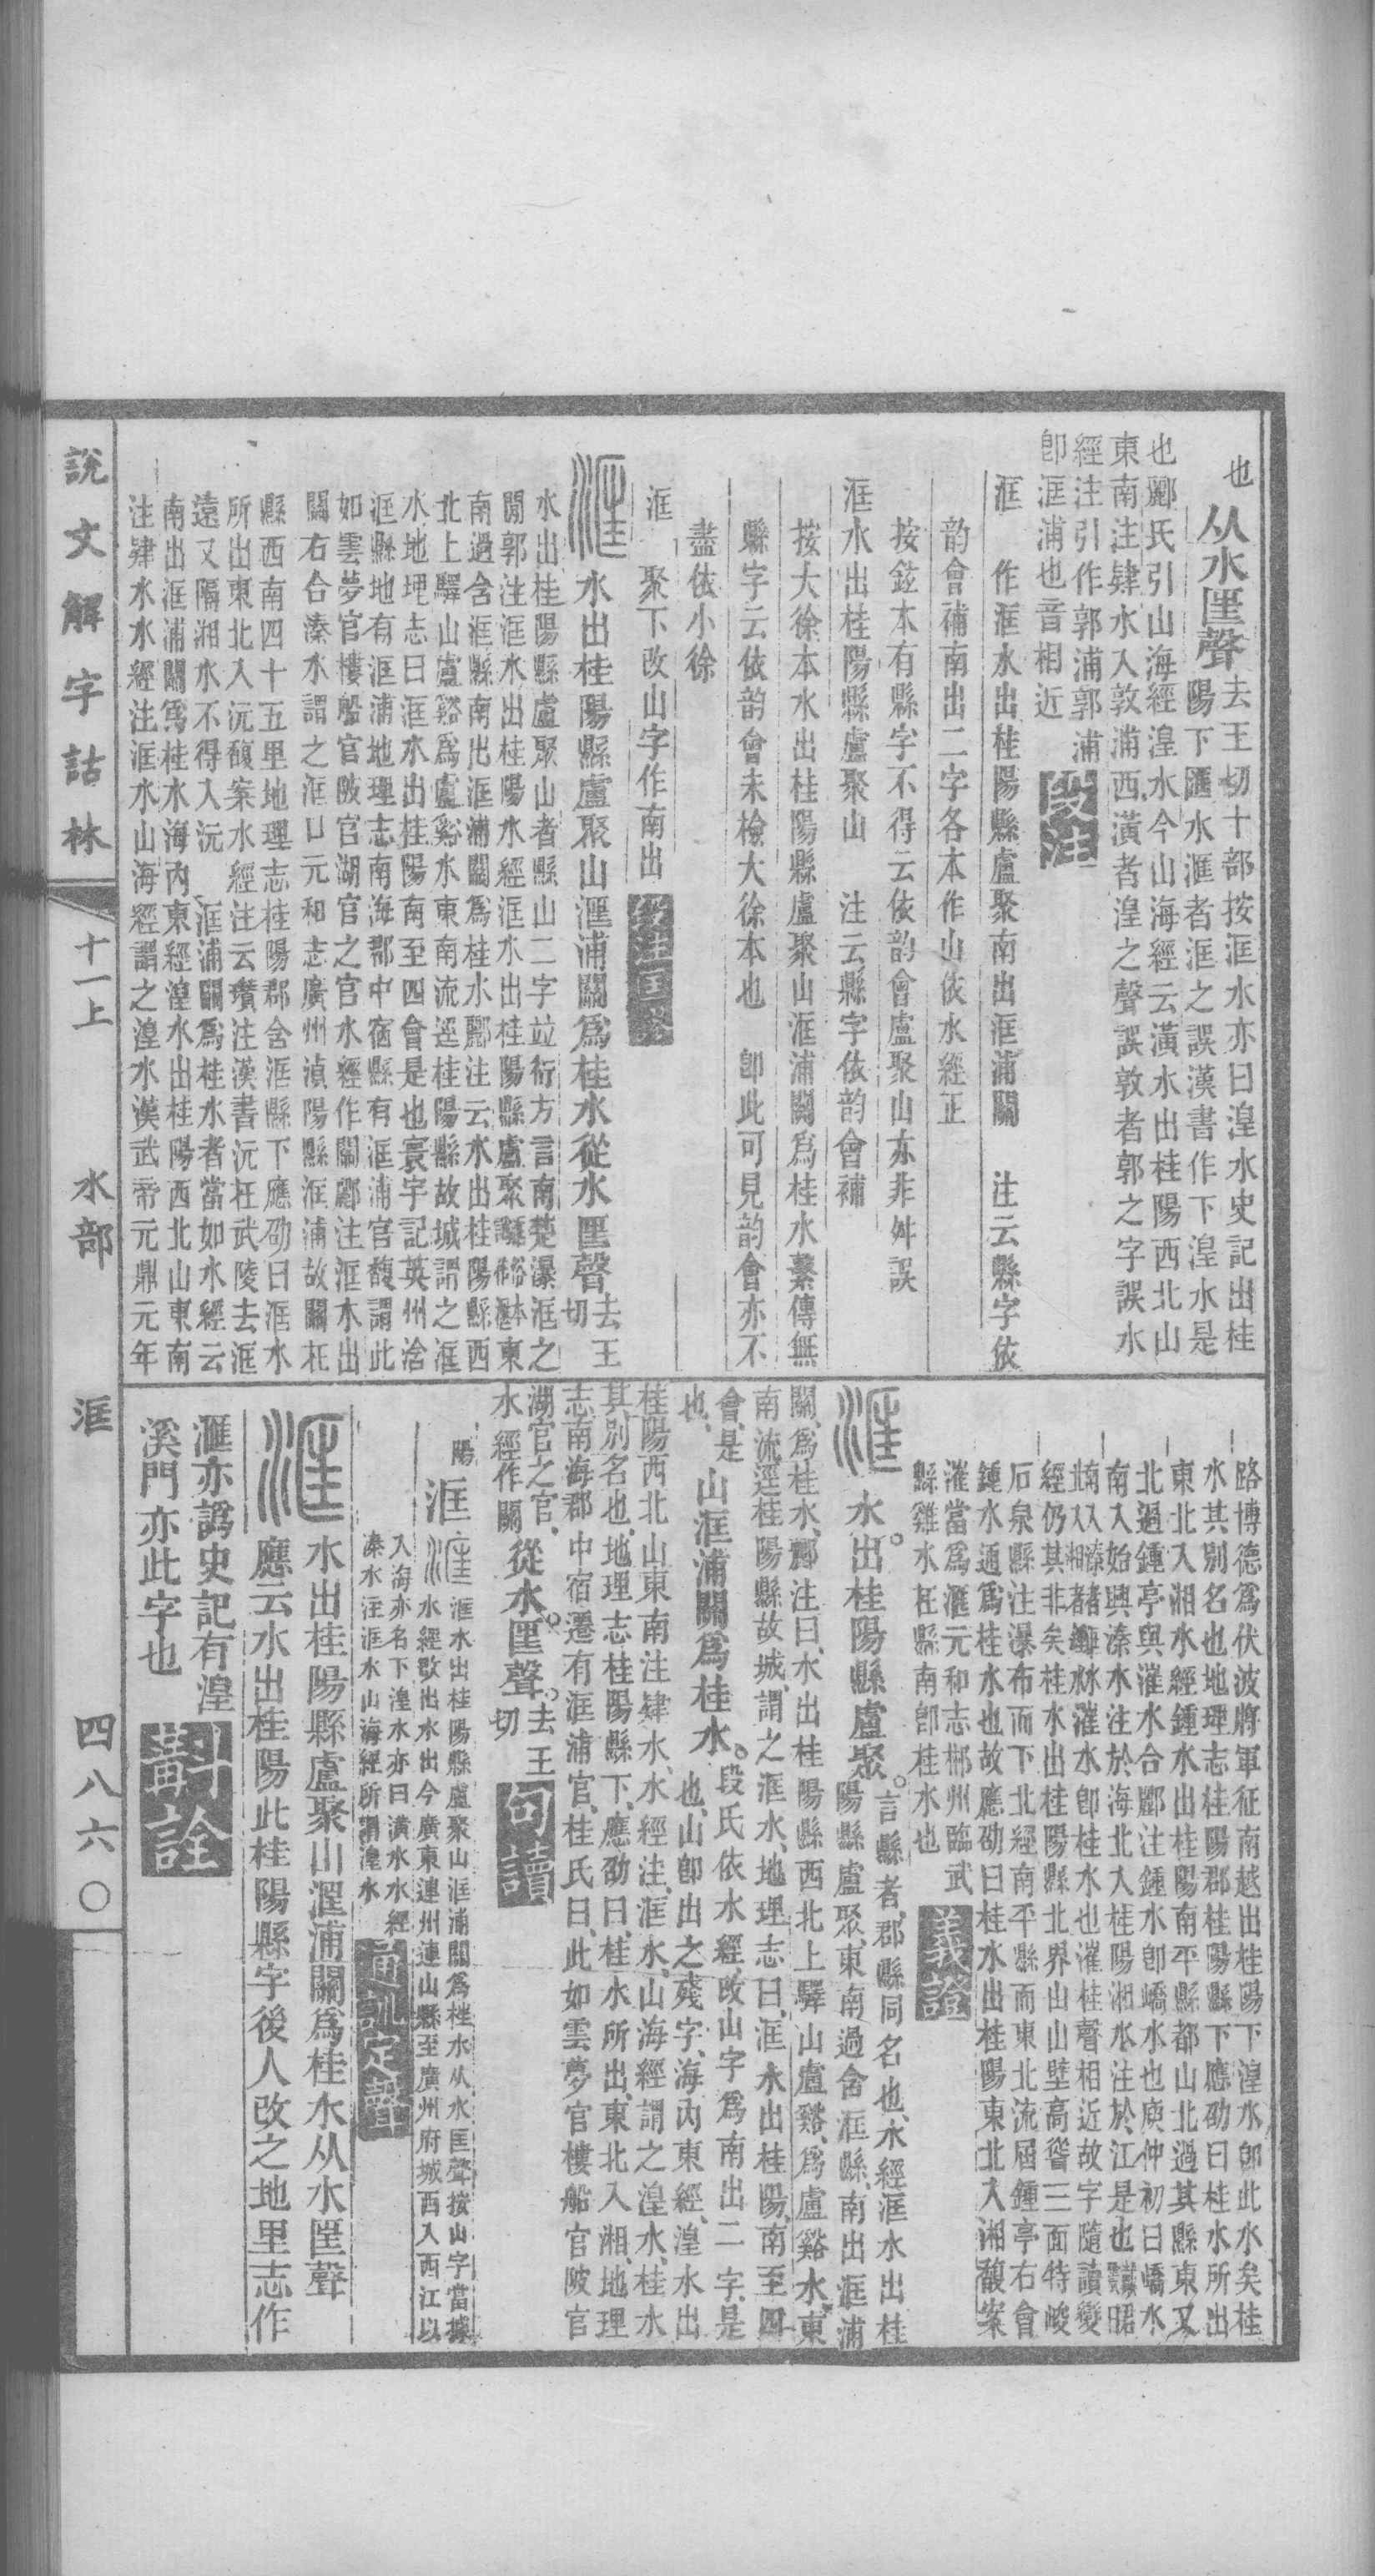 也从水匩聲去王切十部按洭水亦曰湟水史記出桂
陽下匯水滙者洭之誤漢書作下湟水是
也酈氏引山海經湟水今山海經云潢水出桂陽西北山
東南注肄水入敦浦西潢者湟之聲誤敦者郭之字誤水
經注引作郭浦郭浦
卽洭浦也音相近 段注
洭 作洭水出桂陽縣盧聚南出洭浦關 注云縣字依
韵會補南出二字各本作山依水經正
按鉉本有縣字不得云依韵會盧聚山亦非舛誤
洭水出桂陽縣盧聚山 注云縣字依韵會補
按大徐本水出桂陽縣盧聚山洭浦關爲桂水繫傳無
縣字云依韵會未檢大徐本也 卽此可見韵會亦不
盡依小徐
洭 聚下改山字作南出
水出桂陽縣盧聚山洭浦關爲桂水從水匩聲去王切
水出桂陽縣盧聚山者縣山二字竝衍方言南楚瀑洭之
閒郭注洭水出桂陽水經洭水出桂陽縣盧聚東
南過含洭縣南出洭浦關爲桂水酈注云水出桂陽縣西
北上驛山盧谿爲盧谿水東南流逕桂陽縣故城謂之洭
水地理志曰洭水出桂陽南至四會是也寰宇記英州浛
洭縣地有洭浦地理志南海郡中宿縣有洭浦官馥謂此
如雲夢官樓船官陂官湖官之官水經作關酈注洭水出
關右合溱水謂之洭口元和志廣州湞陽縣洭浦故關在
縣西南四十五里地理志桂陽郡含洭縣下應劭曰洭水
所出東北入沅馥案水經注云瓚注漢書沅在武陵去洭
遠又隔湘水不得入沅 洭浦關爲桂水者當如水經云
南出洭浦關爲桂水海內東經湟水出桂陽西北山東南
注肄水水經注洭水山海經謂之湟水漢武帝元鼎元年
路博德爲伏波將軍征南越出桂陽下湟水卽此水矣桂
水其別名也地理志桂陽郡桂陽縣下應劭曰桂水所出
東北入湘水經鍾水出桂陽南平縣都山北過其縣東又
北過鍾亭與漼水合酈注鍾水卽嶠水也庾仲初曰嶠水
南入始興溱水注於海北入桂陽湘水注於江是也
漼水卽桂水也漼桂聲相近故字隨讀變
經仍其非矣桂水出桂陽縣北界山山壁高聳三面特峻
石泉縣注瀑布而下北經南平縣而東北流屆鍾亭右會
鍾水通爲桂水也故應劭曰桂水出桂陽東北入湘馥案
漼當爲滙元和志郴州臨武
縣雞水在縣南卽桂水也 義證
水。出桂陽縣盧聚。言縣者、郡縣同名也、水經洭水出桂
陽縣盧聚、東南過含洭縣、南出洭浦
關、爲桂水、酈注曰、水出桂陽縣西北上驛山盧谿、爲盧谿水、東
南流逕桂陽縣故城、謂之洭水、地理志曰、洭水出桂陽、南至四
會、是也、山洭浦關爲桂水。段氏依水經、改山字爲南出二字、是
也、山卽出之殘字、海內東經、湟水出
桂陽西北山東南注肄水、水經注、洭水、山海經謂之湟水、桂水
其別名也、地理志桂陽縣下、應劭曰、桂水所出、東北入湘、地理
志、南海郡中宿遷有洭浦官、桂氏曰、此如雲夢官樓船官陂官
湖官之官、
水經作關從水。匩聲。去王切 句讀
陽 洭 洭水出桂陽縣盧聚山洭浦關爲桂水从水匩聲按山字當據
水經改出水出今廣東連州連山縣至廣州府城西入西江以
入海亦名下湟水亦曰潢水水經
溱水注洭水山海經所謂湟水 通訓定聲
水出桂陽縣盧聚山洭浦關爲桂水从水匩聲
應云水出桂陽此桂陽縣字後人改之地里志作
滙亦譌史記有湟
溪門亦此字也 斠詮
說文解字詁林 十一上 水部 洭 四八六〇